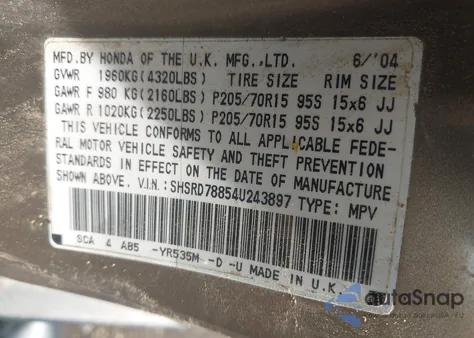 MFD.BY HONDA OF THE U.K. MFG.,LTD. 6/'04
GVWR 1960KG(4320LBS) TIRE SIZE RIM SIZE
GAWR F 980 KG(2160LBS) P205/70R15 95S 15x6 JJ
GAWR R 1020KG(2250LBS) P205/70R15 95S 15x6 JJ
THIS VEHICLE CONFORMS TO ALL APPLICABLE FEDE-
RAL MOTOR VEHICLE SAFETY AND THEFT PREVENTION
STANDARDS IN EFFECT ON THE DATE OF MANUFACTURE
SHOWN ABOVE. V.I.N: SHSRD78854U243897 TYPE: MPV
SCA 4 AB5 -YR535M -D -U MADE IN U.K.
autoSnap